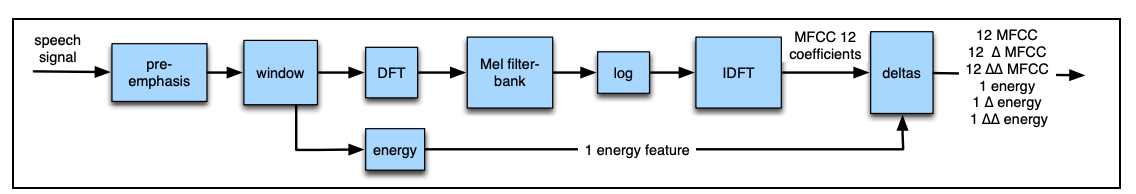 speech
signal
pre-
emphasis
window
DFT
Mel filter-
bank
log
IDFT
MFCC 12
coefficients
deltas
12 MFCC
12 Δ MFCC
12 ΔΔ MFCC
1 energy
1 Δ energy
1 ΔΔ energy
energy
1 energy feature